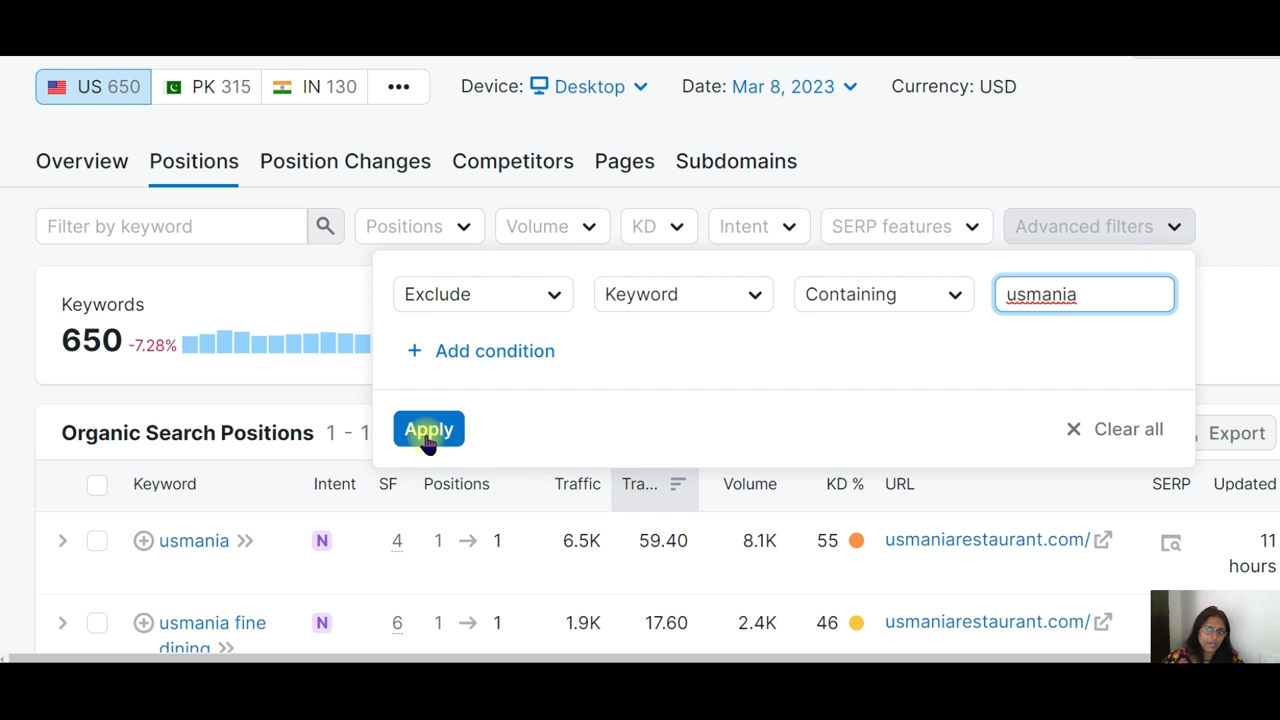 US 650 PK 315 IN 130 ••• Device: Desktop Date: Mar 8, 2023 Currency: USD
Overview Positions Position Changes Competitors Pages Subdomains
Filter by keyword Positions Volume KD Intent SERP features Advanced filters
Exclude Keyword Containing usmania
Keywords
650 -7.28%
+ Add condition
Apply Clear all
Organic Search Positions 1 - 1 Export
Keyword Intent SF Positions Traffic Tra... Volume KD % URL SERP Updated
usmania N 4 1 → 1 6.5K 59.40 8.1K 55 usmaniarestaurant.com/ 11
hours
usmania fine N 6 1 → 1 1.9K 17.60 2.4K 46 usmaniarestaurant.com/
dining